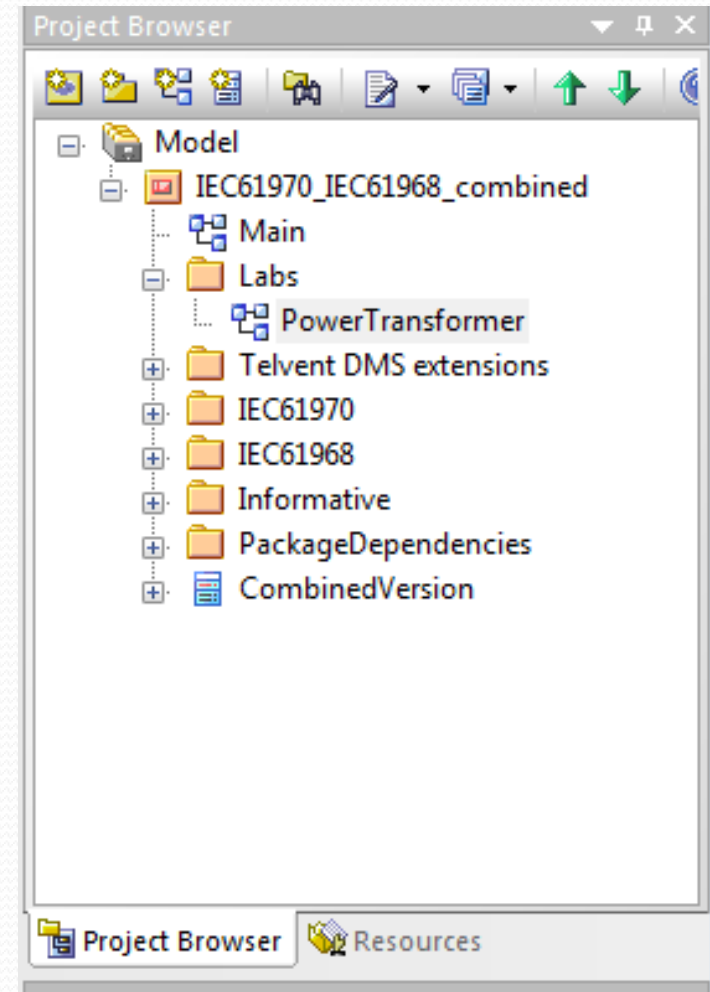 Project Browser
Model
IEC61970_IEC61968_combined
Main
Labs
PowerTransformer
Telvent DMS extensions
IEC61970
IEC61968
Informative
PackageDependencies
CombinedVersion
Project Browser Resources